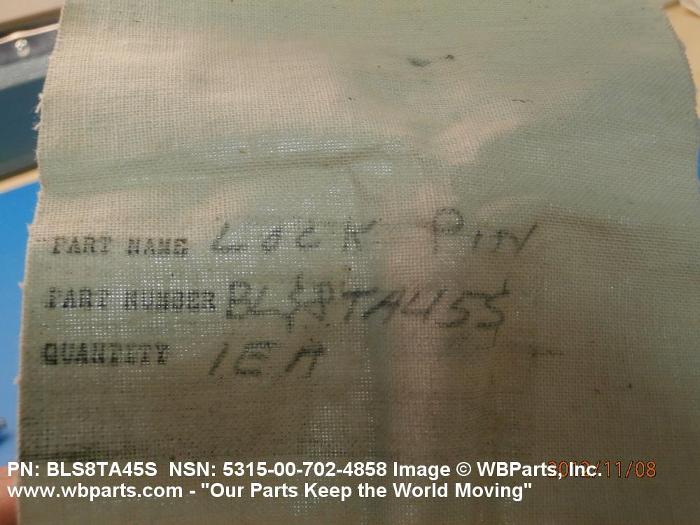 PART NAME LOCK PIN
PART NUMBER BLS8TA45S
QUANTITY 1EA
PN: BLS8TA45S NSN: 5315-00-702-4858 Image © WBParts, Inc.
www.wbparts.com - "Our Parts Keep the World Moving"